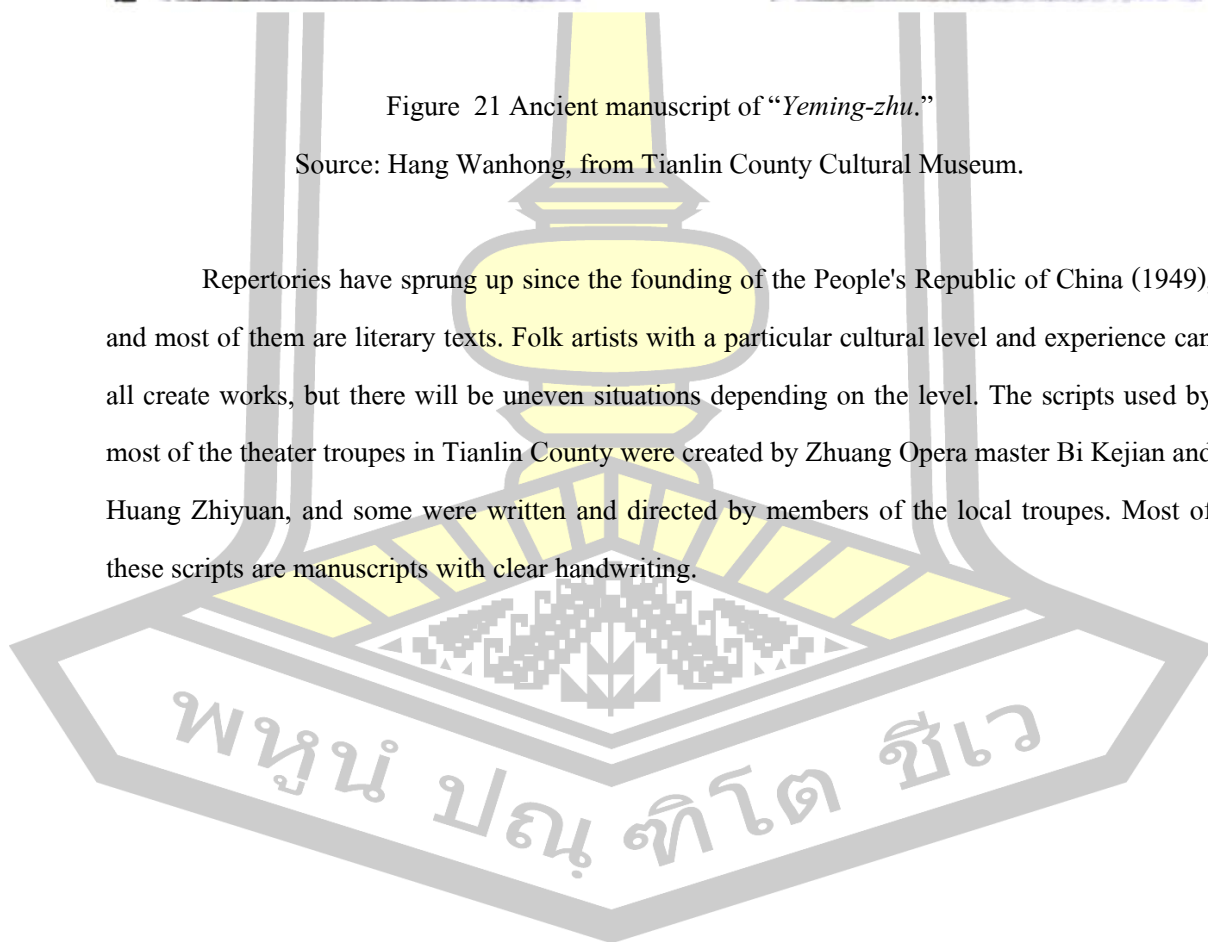 Figure 21 Ancient manuscript of “Yeming-zhu.”
Source: Hang Wanhong, from Tianlin County Cultural Museum.
Repertories have sprung up since the founding of the People's Republic of China (1949),
and most of them are literary texts. Folk artists with a particular cultural level and experience can
all create works, but there will be uneven situations depending on the level. The scripts used by
most of the theater troupes in Tianlin County were created by Zhuang Opera master Bi Kejian and
Huang Zhiyuan, and some were written and directed by members of the local troupes. Most of
these scripts are manuscripts with clear handwriting.
พหูนํ ปณฺฑิโต ชีเว